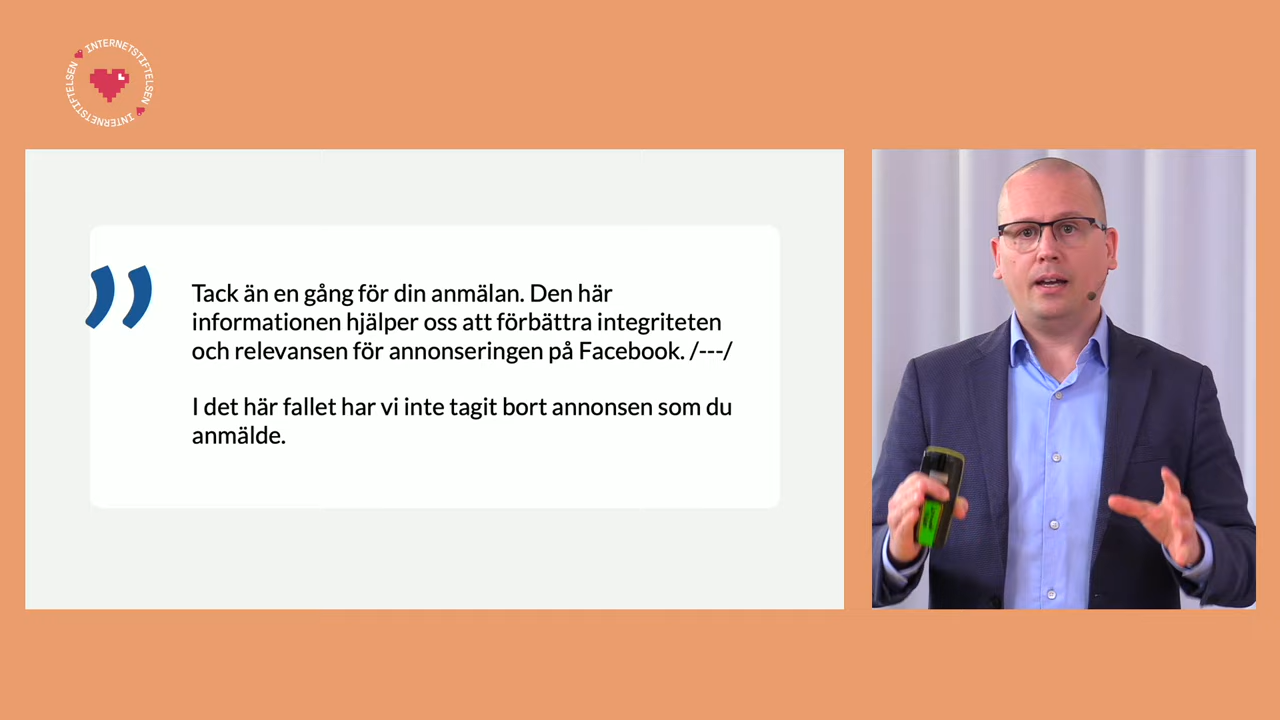 INTERNETSTIFTELSEN
INTERNETSTIFTELSEN
”
Tack än en gång för din anmälan. Den här
informationen hjälper oss att förbättra integriteten
och relevansen för annonseringen på Facebook. /---/
I det här fallet har vi inte tagit bort annonsen som du
anmälde.